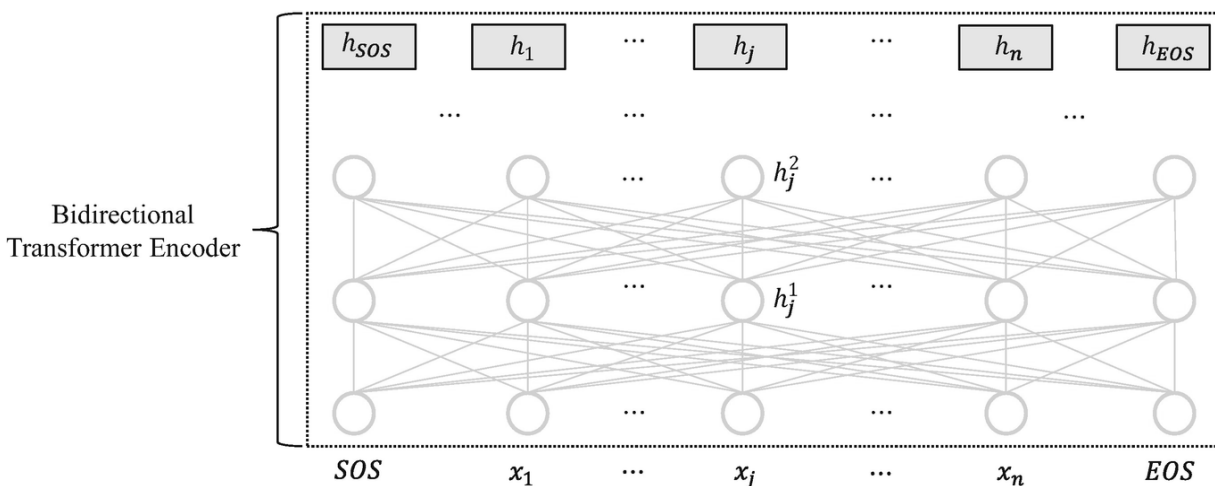 h_SOS h_1 ... h_j ... h_n h_EOS
... ... ... ...
... h_j^2 ...
Bidirectional
Transformer Encoder
... h_j^1 ...
... ...
SOS x_1 ... x_j ... x_n EOS